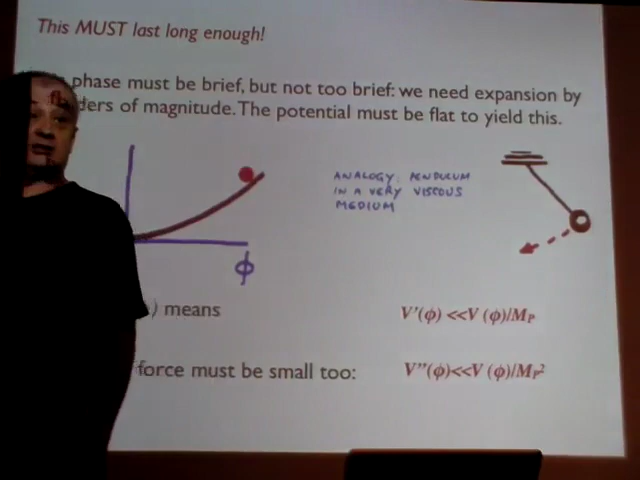 This MUST last long enough!
phase must be brief, but not too brief: we need expansion by
ders of magnitude. The potential must be flat to yield this.
ANALOGY: PENDULUM
IN A VERY VISCOUS
MEDIUM
ϕ
) means
V'(ϕ) <<V (ϕ)/M_P
force must be small too:
V''(ϕ)<<V (ϕ)/M_P²